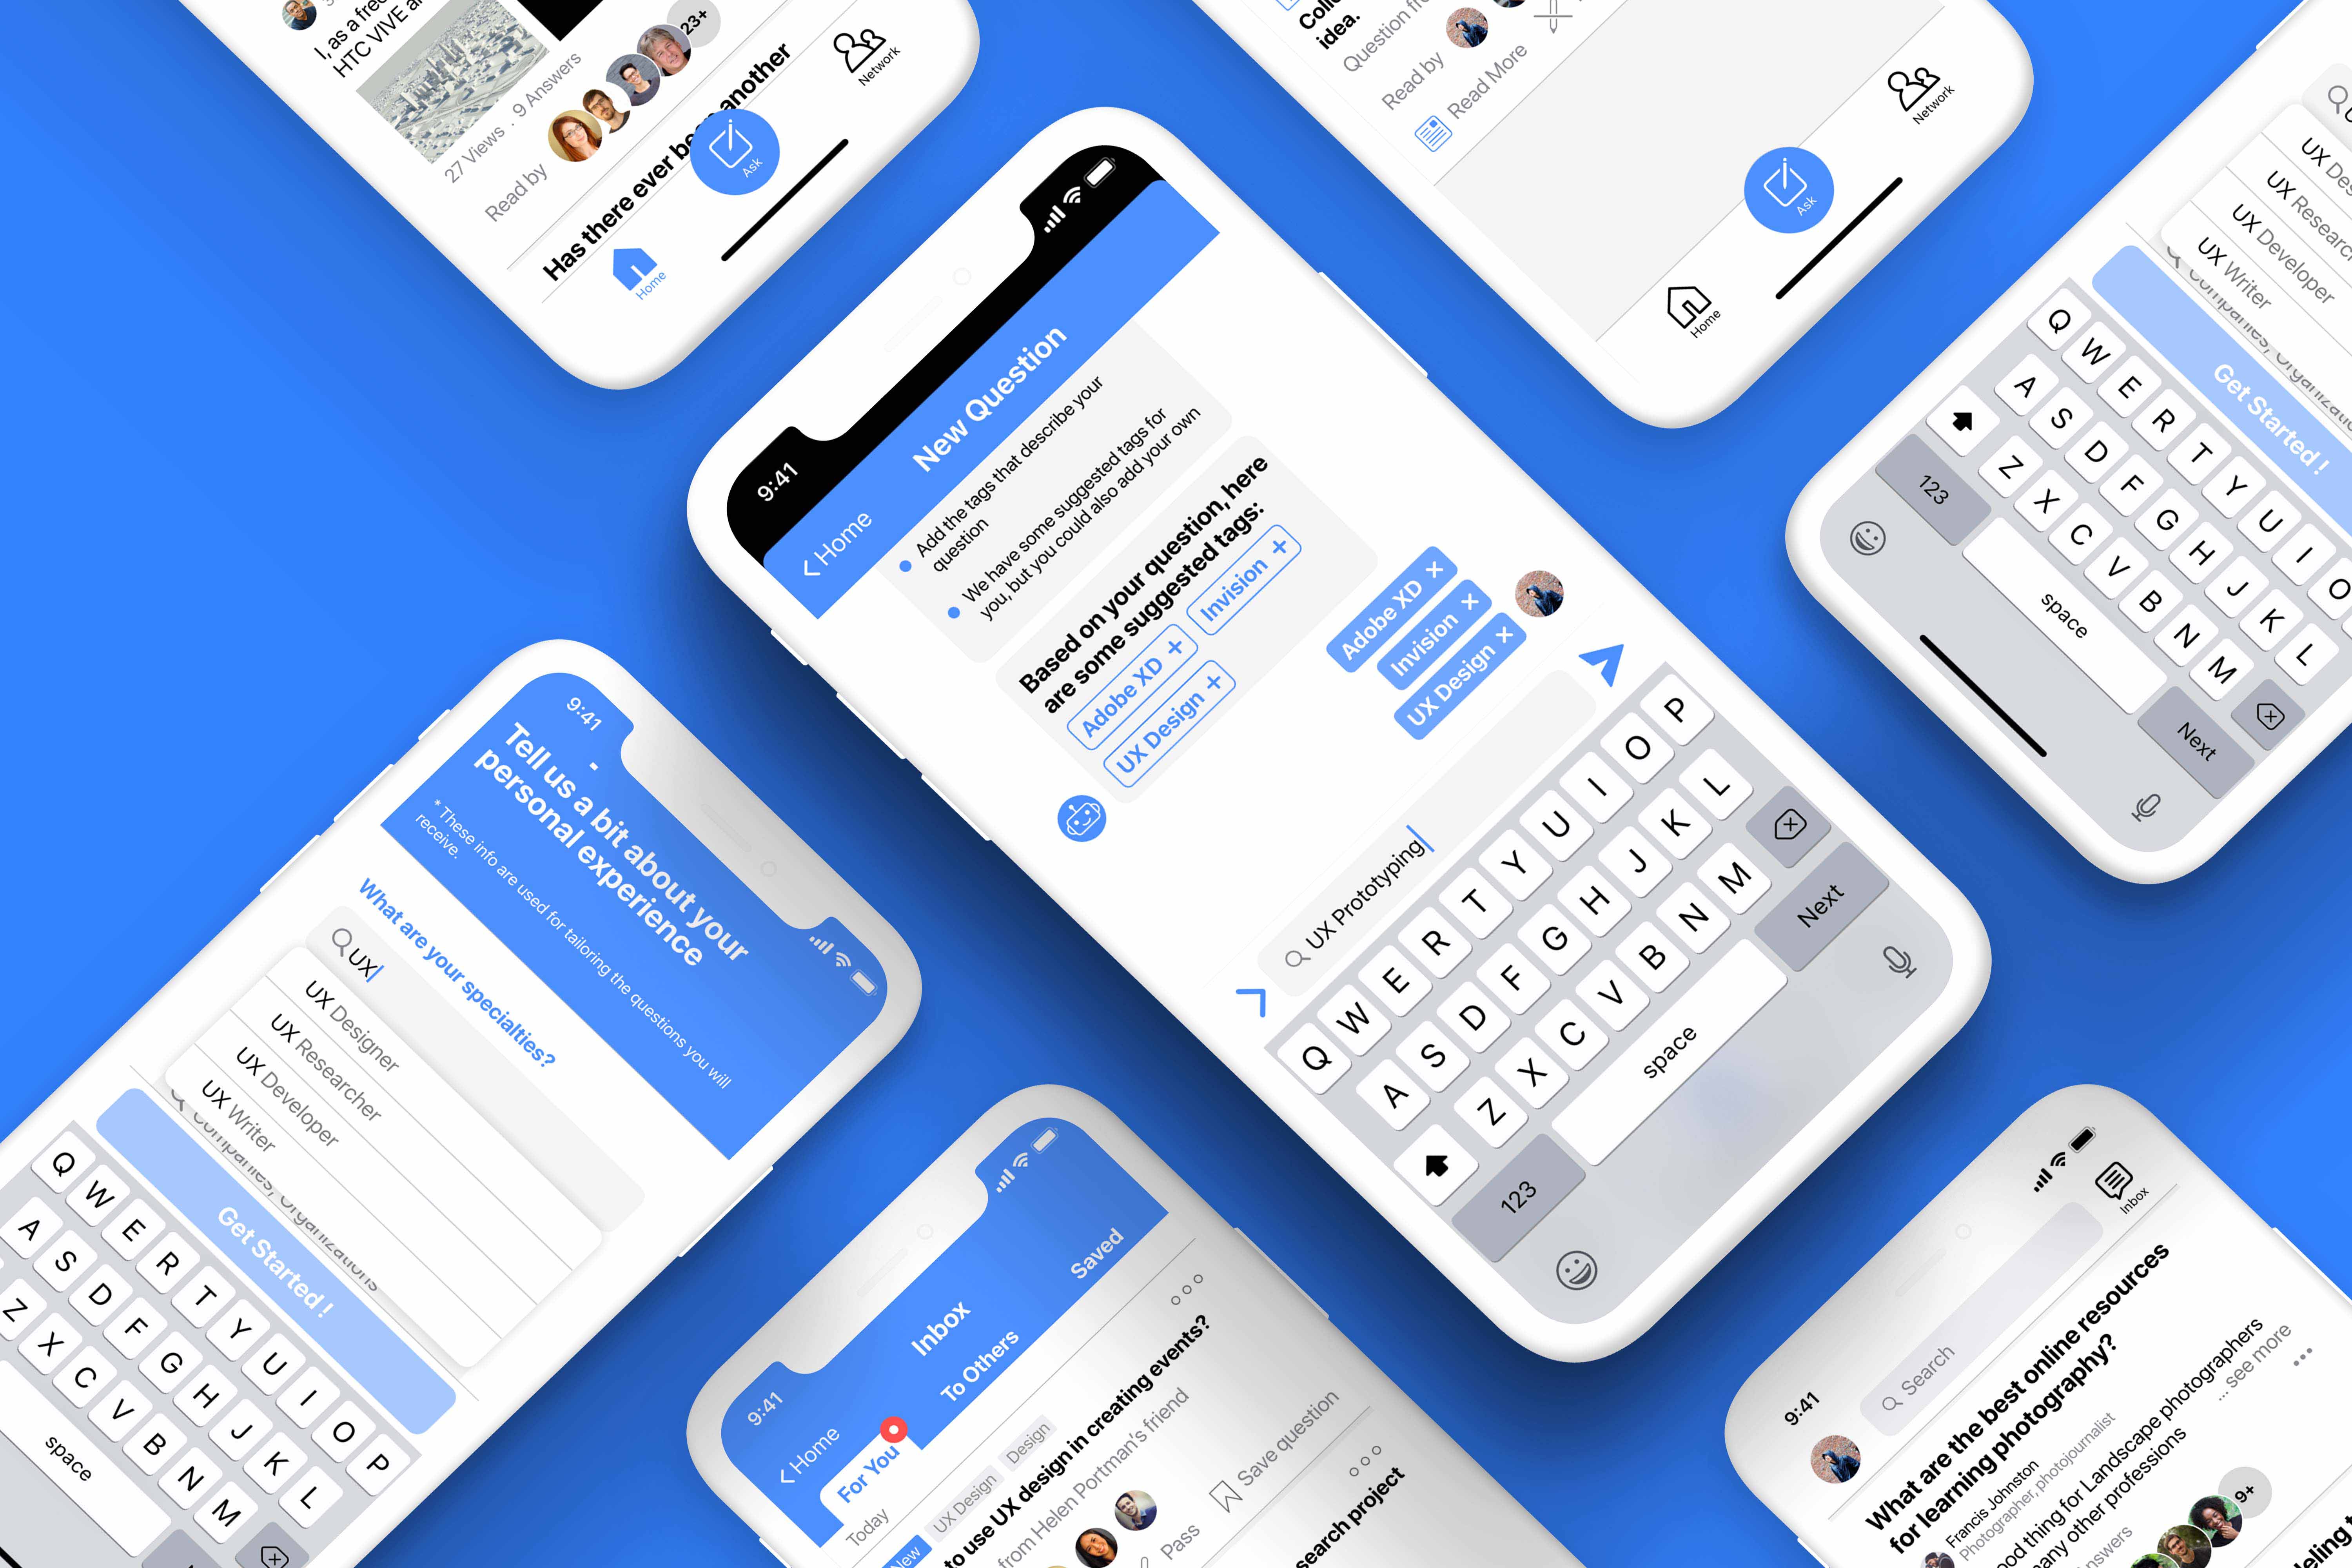 I, as a free
HTC VIVE a
27 Views . 9 Answers
Read by
23+
Has there ever be
another
Home
Ask
Network
idea.
Question
Read by
Read More
Home
Ask
Network
9:41
< Home
New Question
Add the tags that describe your
question
We have some suggested tags for
you, but you could also add your own
Based on your question, here
are some suggested tags:
Adobe XD +
Invision +
UX Design +
Adobe XD ×
Invision ×
UX Design ×
UX Prototyping
Q W E R T Y U I O P
A S D F G H J K L
Z X C V B N M
123
space
Next
UX Des
UX Researc
UX Developer
UX Writer
Companies, Organizat
Get Started !
Q W E R T Y U I O
A S D F G H J K L
Z X C V B N M
123
space
Next
9:41
Tell us a bit about your
personal experience
* These info are used for tailoring the questions you will
receive.
What are your specialties?
UX
UX Designer
UX Researcher
UX Developer
UX Writer
Companies, Organizations
Get Started !
Q W E R T Y U I O P
A S D F G H J K L
Z X C V B N M
space
9:41
< Home
Inbox
Saved
For You
To Others
Today
New
UX Design
Design
to use UX design in creating events?
from Helen Portman's friend
Pass
Save question
search project
9:41
Search
Inbox
What are the best online resources
for learning photography?
Francis Johnston
Photographer, photojournalist
ood thing for Landscape photographers
any other professions
... see more
nswers
9+
eling t